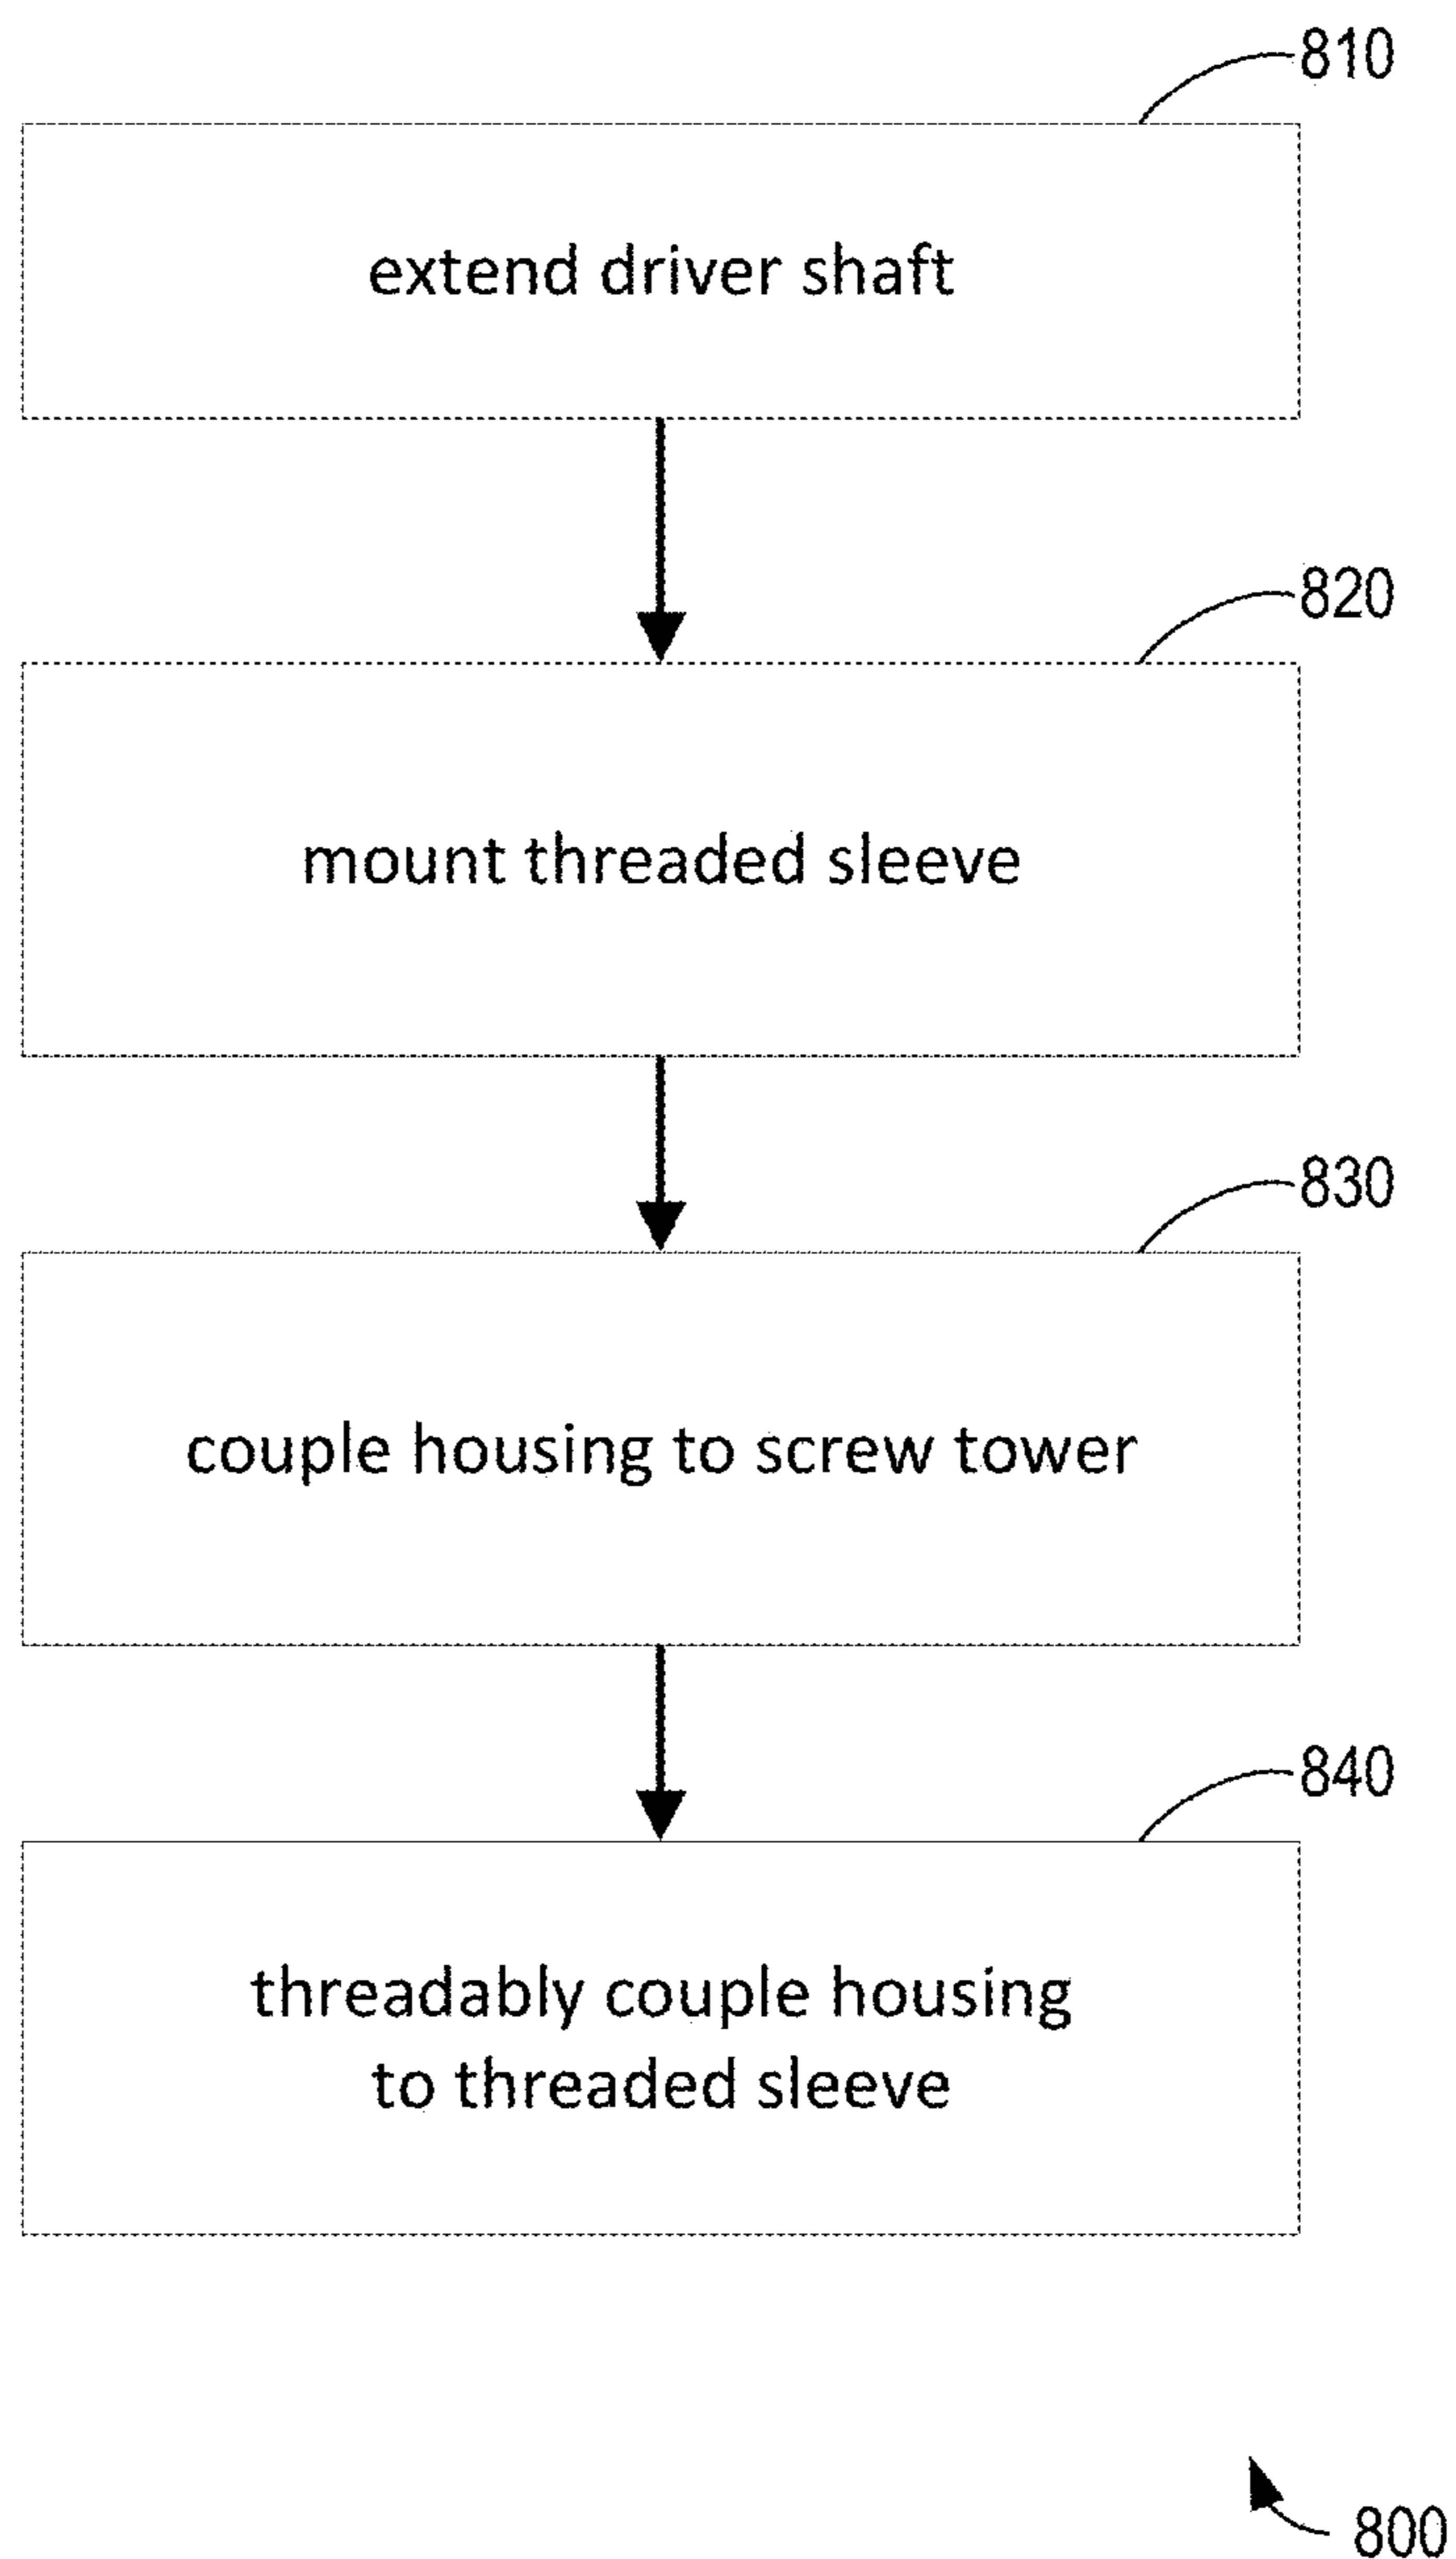 810
extend driver shaft
820
mount threaded sleeve
830
couple housing to screw tower
840
threadably couple housing
to threaded sleeve
800